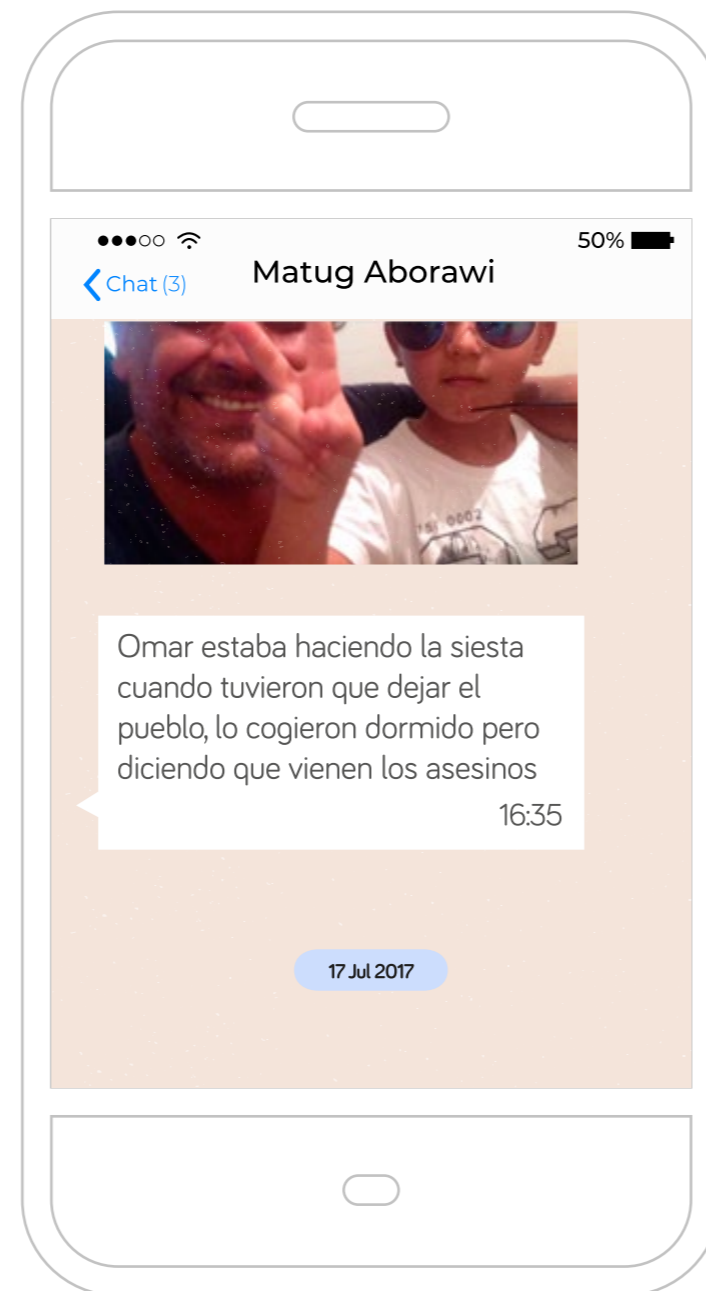 50%
Chat (3) Matug Aborawi
Omar estaba haciendo la siesta
cuando tuvieron que dejar el
pueblo, lo cogieron dormido pero
diciendo que vienen los asesinos
16:35
17 Jul 2017